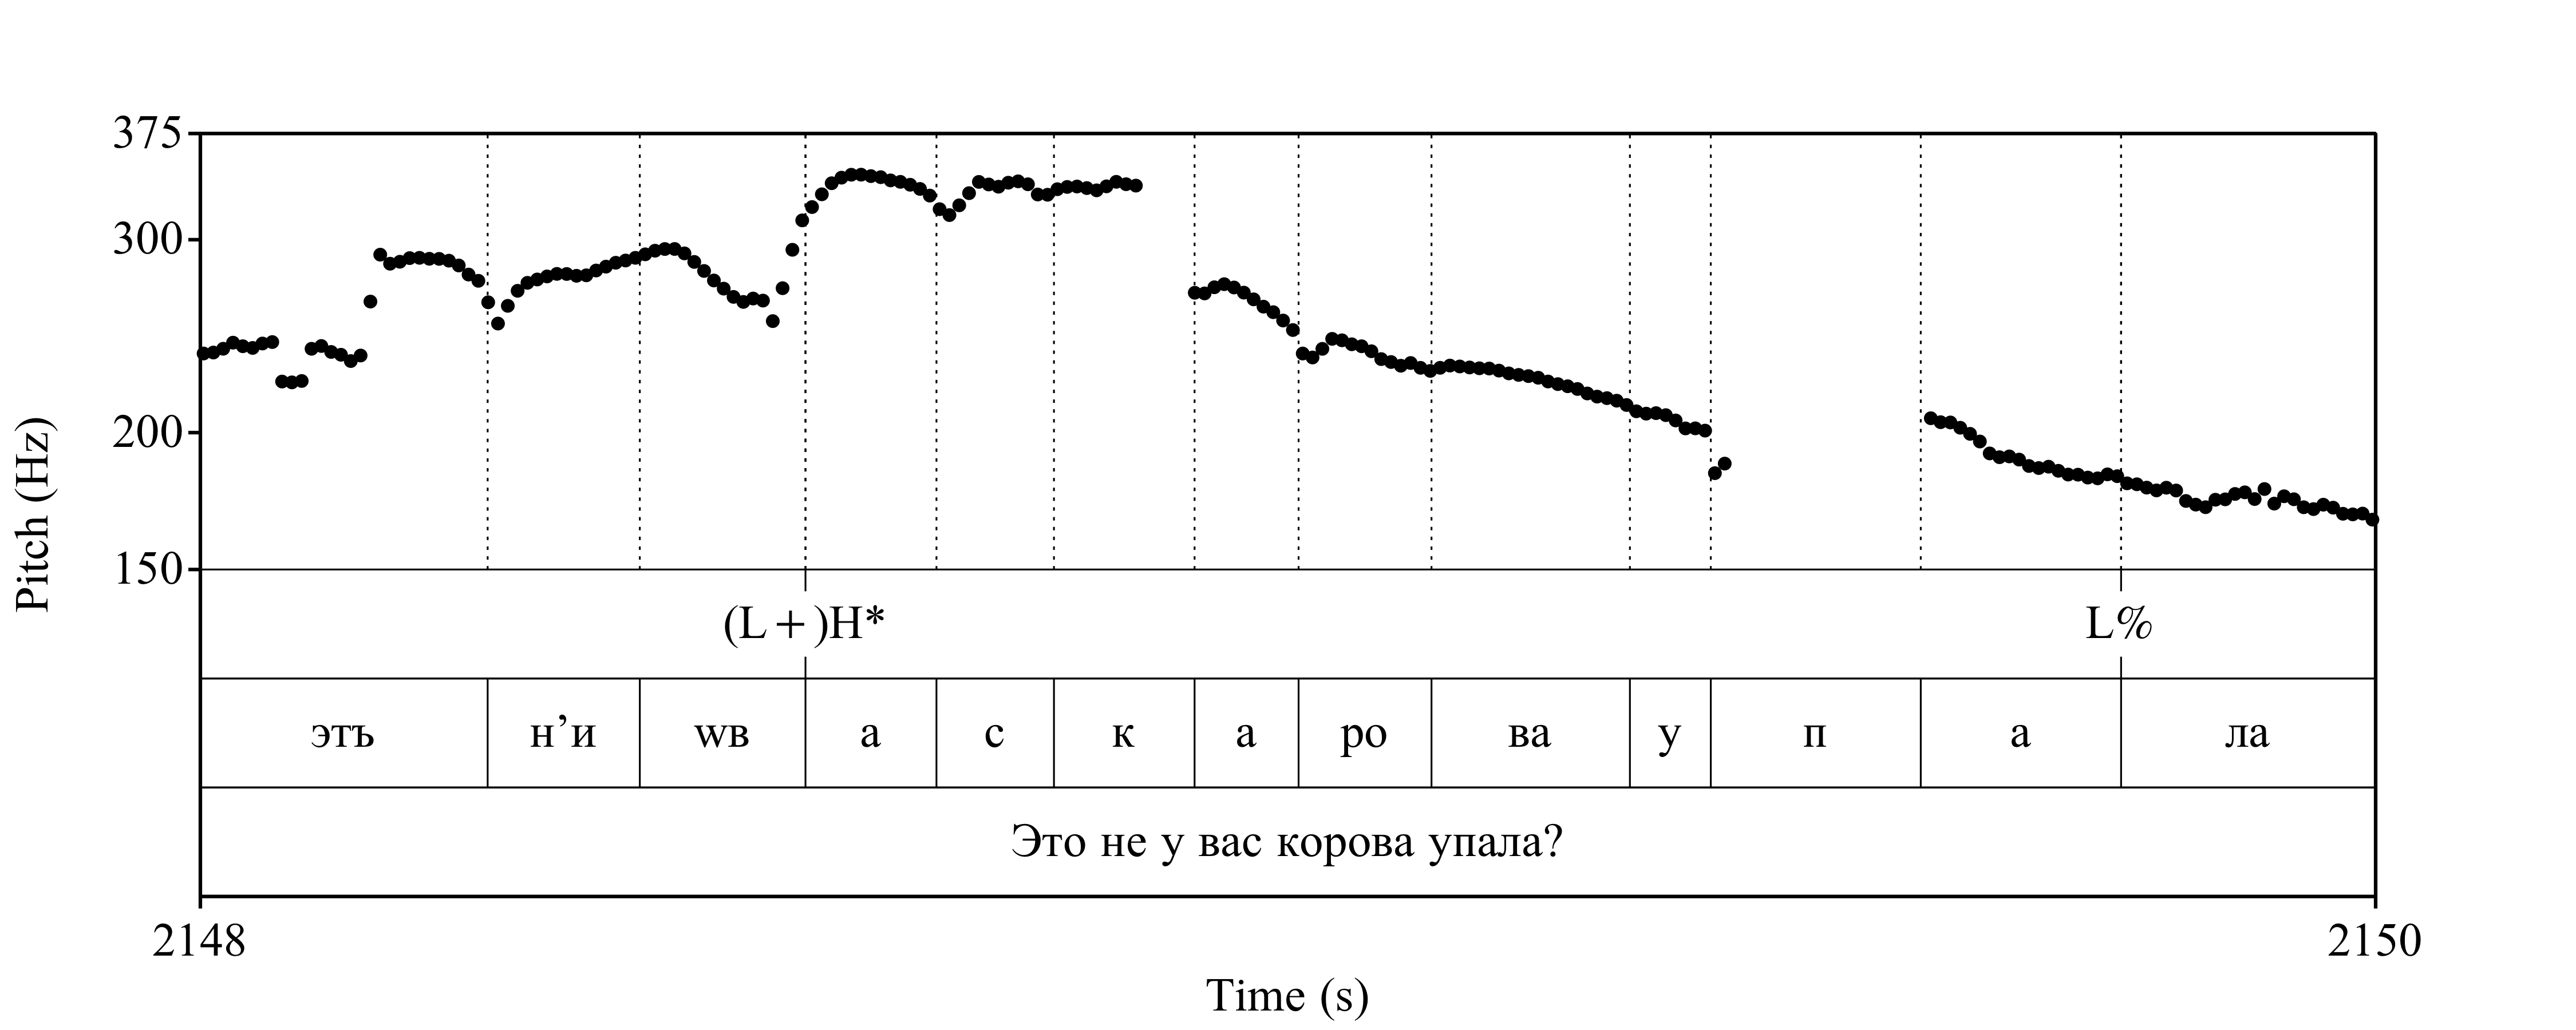 375
300
200
150
Pitch (Hz)
(L+)H* L%
этъ н’и wв а с к а ро ва у п а ла
Это не у вас корова упала?
2148 2150
Time (s)